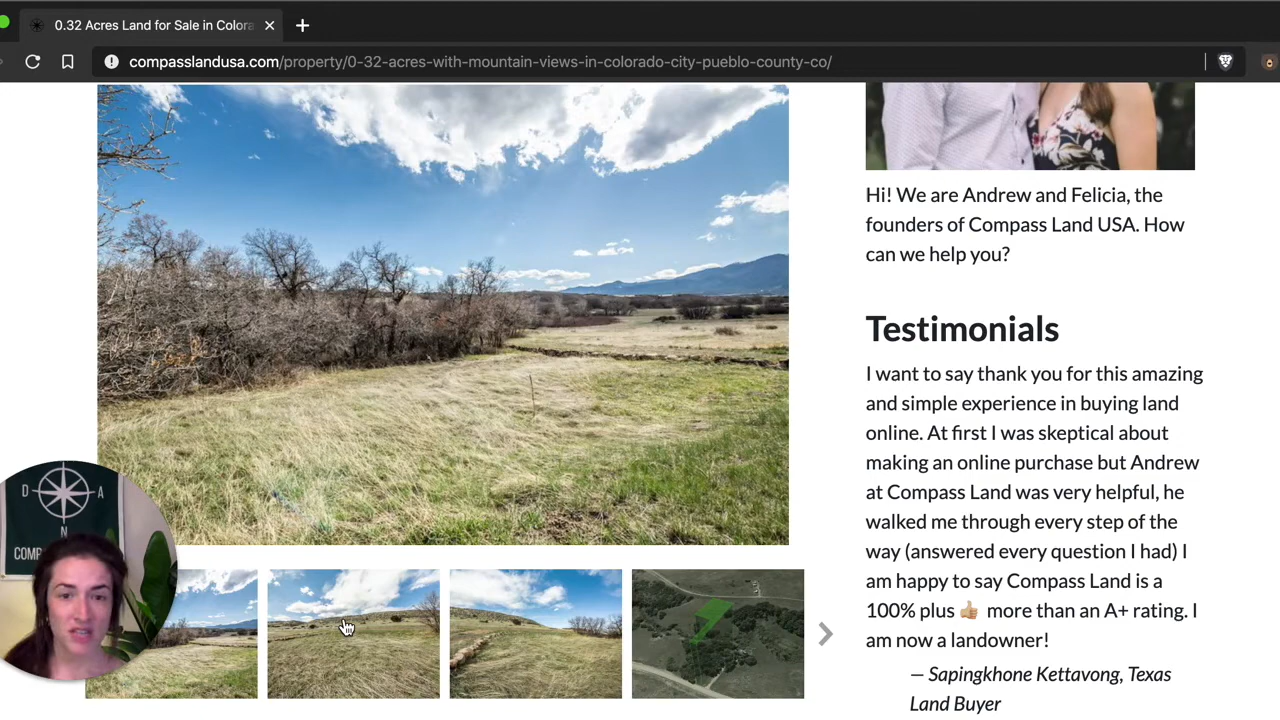 0.32 Acres Land for Sale in Colora
compasslandusa.com/property/0-32-acres-with-mountain-views-in-colorado-city-pueblo-county-co/
Hi! We are Andrew and Felicia, the
founders of Compass Land USA. How
can we help you?
Testimonials
I want to say thank you for this amazing
and simple experience in buying land
online. At first I was skeptical about
making an online purchase but Andrew
at Compass Land was very helpful, he
walked me through every step of the
way (answered every question I had) I
am happy to say Compass Land is a
100% plus 👍🏼 more than an A+ rating. I
am now a landowner!
— Sapingkhone Kettavong, Texas
Land Buyer
D A
N
COMP